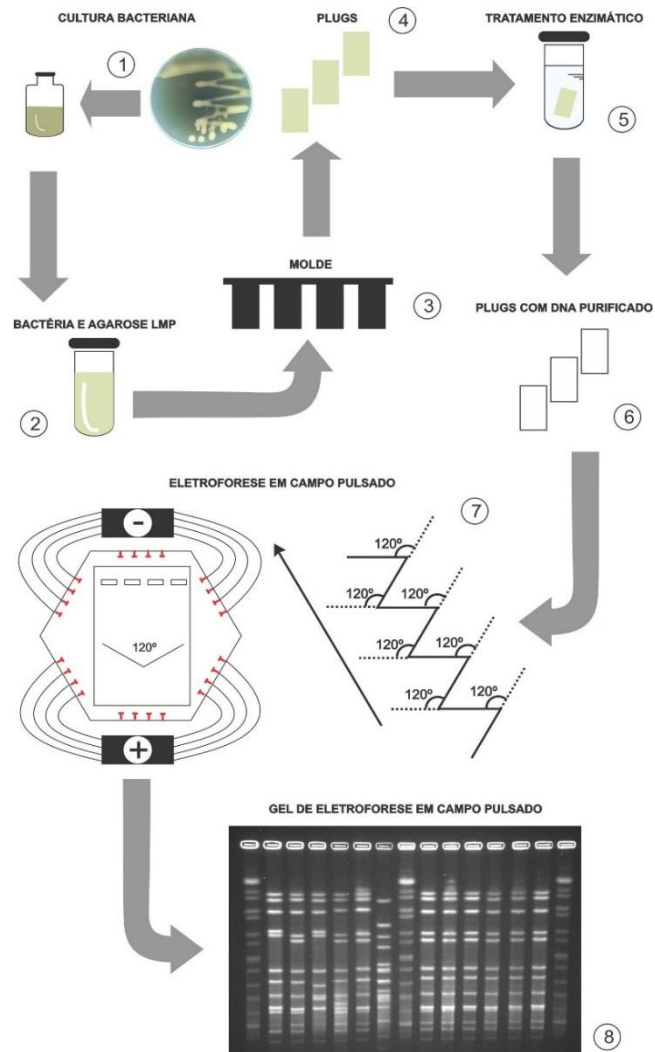 CULTURA BACTERIANA
1
PLUGS
4
TRATAMENTO ENZIMÁTICO
5
MOLDE
3
BACTÉRIA E AGAROSE LMP
2
PLUGS COM DNA PURIFICADO
6
ELETROFORESE EM CAMPO PULSADO
7
-
120º
+
120º
120º
120º
120º
120º
120º
120º
GEL DE ELETROFORESE EM CAMPO PULSADO
8